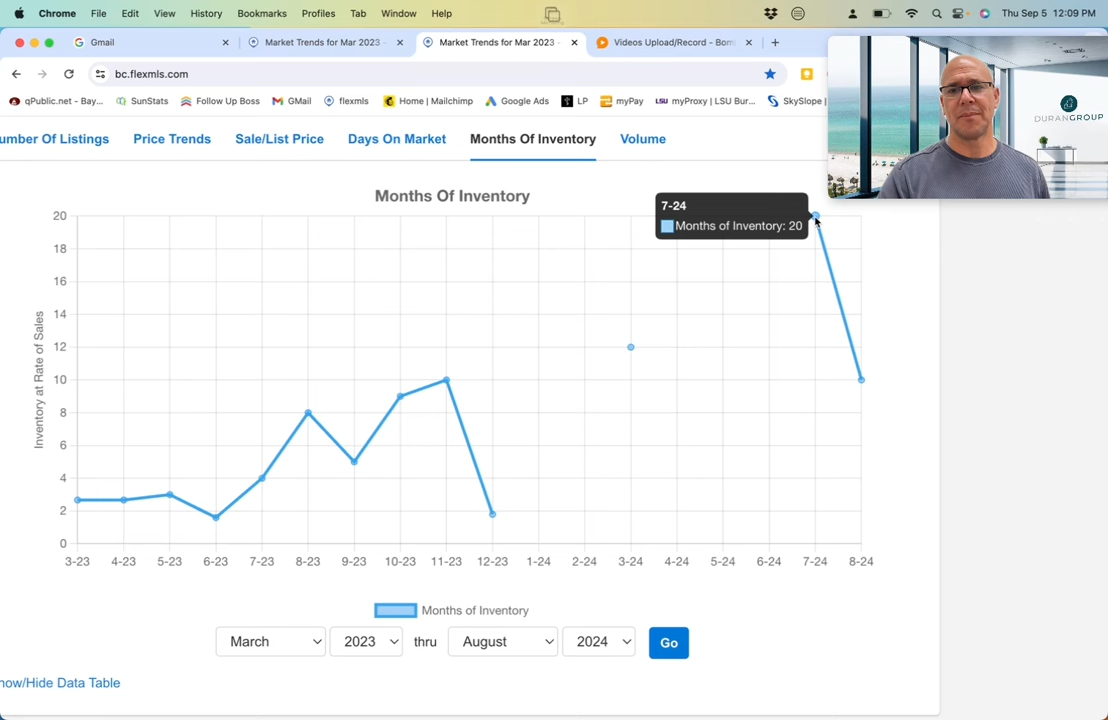 Chrome File Edit View History Bookmarks Profiles Tab Window Help Thu Sep 5 12:09 PM
Gmail Market Trends for Mar 2023 - Market Trends for Mar 2023 - Videos Upload/Record - Bom
bc.flexmls.com
qPublic.net - Bay... SunStats Follow Up Boss GMail flexmls Home | Mailchimp Google Ads LP myPay LSU myProxy | LSU Bur... SkySlope |
DURANGROUP
umber Of Listings Price Trends Sale/List Price Days On Market Months Of Inventory Volume
Months Of Inventory
7-24
Months of Inventory: 20
20
18
16
14
12
10
8
6
4
2
0
Inventory at Rate of Sales
3-23 4-23 5-23 6-23 7-23 8-23 9-23 10-23 11-23 12-23 1-24 2-24 3-24 4-24 5-24 6-24 7-24 8-24
Months of Inventory
March 2023 thru August 2024 Go
how/Hide Data Table